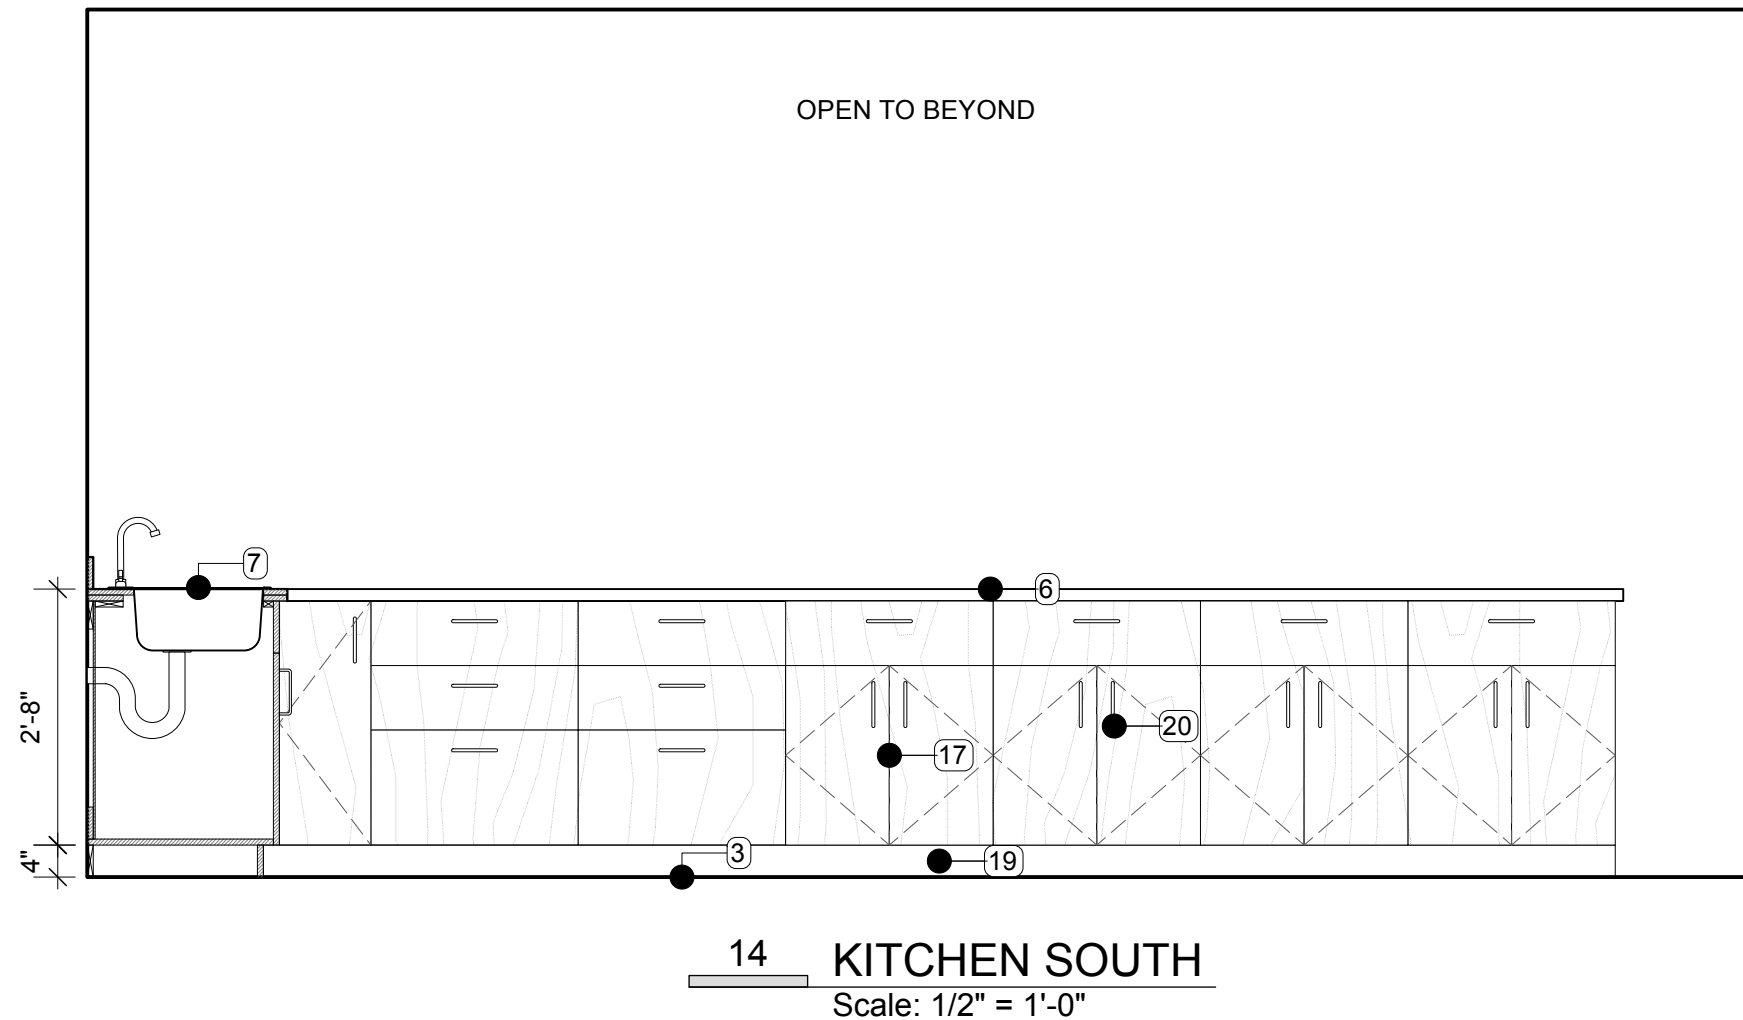 OPEN TO BEYOND
7
6
2'-8"
20
17
3
19
4"
14 KITCHEN SOUTH
Scale: 1/2" = 1'-0"